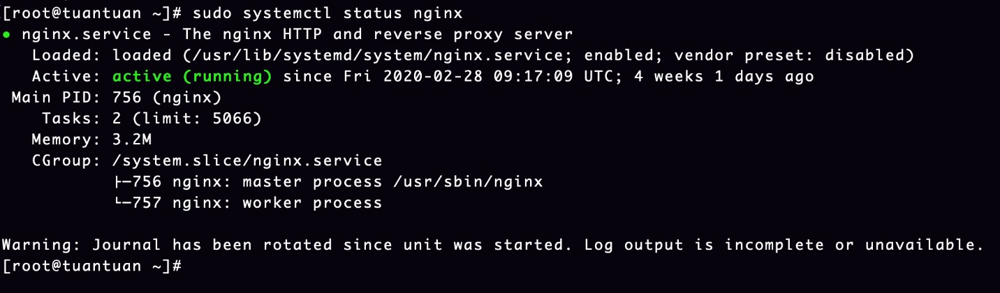 [root@tuantuan ~]# sudo systemctl status nginx
● nginx.service - The nginx HTTP and reverse proxy server
   Loaded: loaded (/usr/lib/systemd/system/nginx.service; enabled; vendor preset: disabled)
   Active: active (running) since Fri 2020-02-28 09:17:09 UTC; 4 weeks 1 days ago
 Main PID: 756 (nginx)
    Tasks: 2 (limit: 5066)
   Memory: 3.2M
   CGroup: /system.slice/nginx.service
           ├─756 nginx: master process /usr/sbin/nginx
           └─757 nginx: worker process

Warning: Journal has been rotated since unit was started. Log output is incomplete or unavailable.
[root@tuantuan ~]#